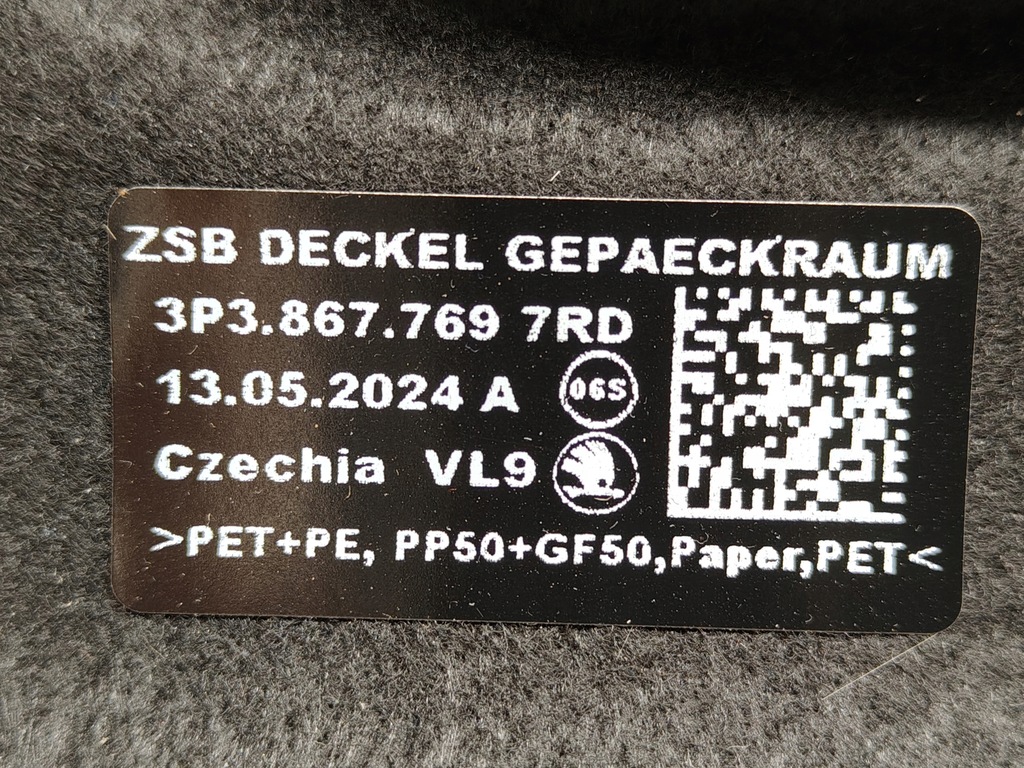 ZSB DECKEL GEPAECKRAUM
3P3.867.769 7RD
13.05.2024 A 06S
Czechia VL9
>PET+PE, PP50+GF50,Paper,PET<